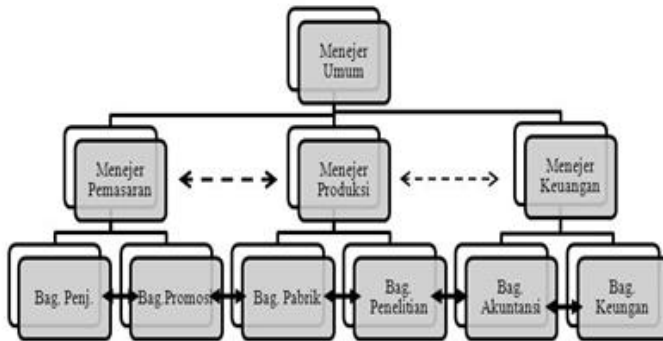 Menejer
Umum
Menejer
Pemasaran
Menejer
Produksi
Menejer
Keuangan
Bag. Penj.
Bag.Promosi
Bag. Pabrik
Bag.
Penelitian
Bag.
Akuntansi
Bag.
Keungan